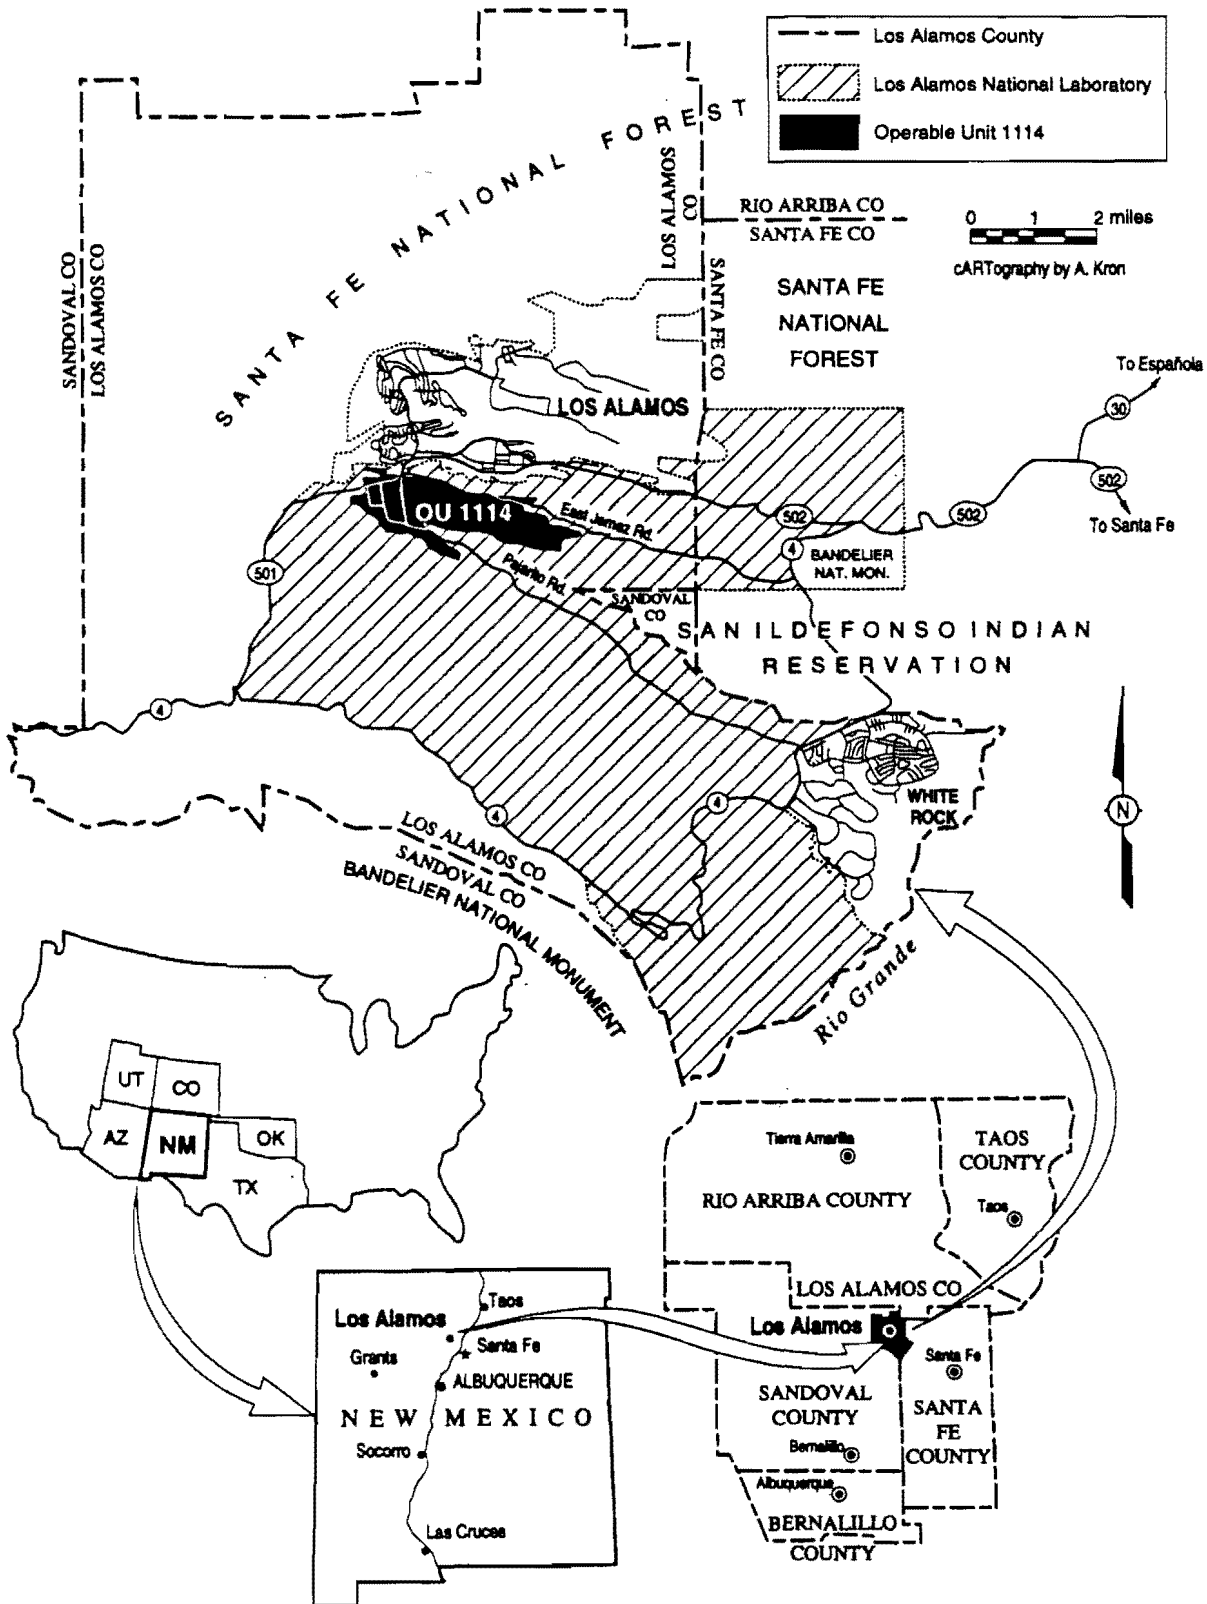 Los Alamos County
Los Alamos National Laboratory
Operable Unit 1114
SANTA FE NATIONAL FOREST
LOS ALAMOS CO
RIO ARRIBA CO
SANTA FE CO
0 1 2 miles
cARTography by A. Kron
SANDOVAL CO
LOS ALAMOS CO
SANTA FE CO
SANTA FE
NATIONAL
FOREST
To Española
30
LOS ALAMOS
502
To Santa Fe
OU 1114
East Jemez Rd.
502
502
4
BANDELIER
NAT. MON.
501
Pajarito Rd.
SANDOVAL
CO
SAN ILDEFONSO INDIAN
RESERVATION
4
WHITE
ROCK
N
4
4
LOS ALAMOS CO
SANDOVAL CO
BANDELIER NATIONAL MONUMENT
Rio Grande
UT
CO
AZ
NM
OK
TX
Tierra Amarilla
TAOS
COUNTY
RIO ARRIBA COUNTY
Taos
LOS ALAMOS CO
Los Alamos
Santa Fe
SANDOVAL
COUNTY
SANTA
FE
COUNTY
Bernalillo
Albuquerque
BERNALILLO
COUNTY
Taos
Los Alamos
Santa Fe
Grants
ALBUQUERQUE
NEW MEXICO
Socorro
Las Cruces